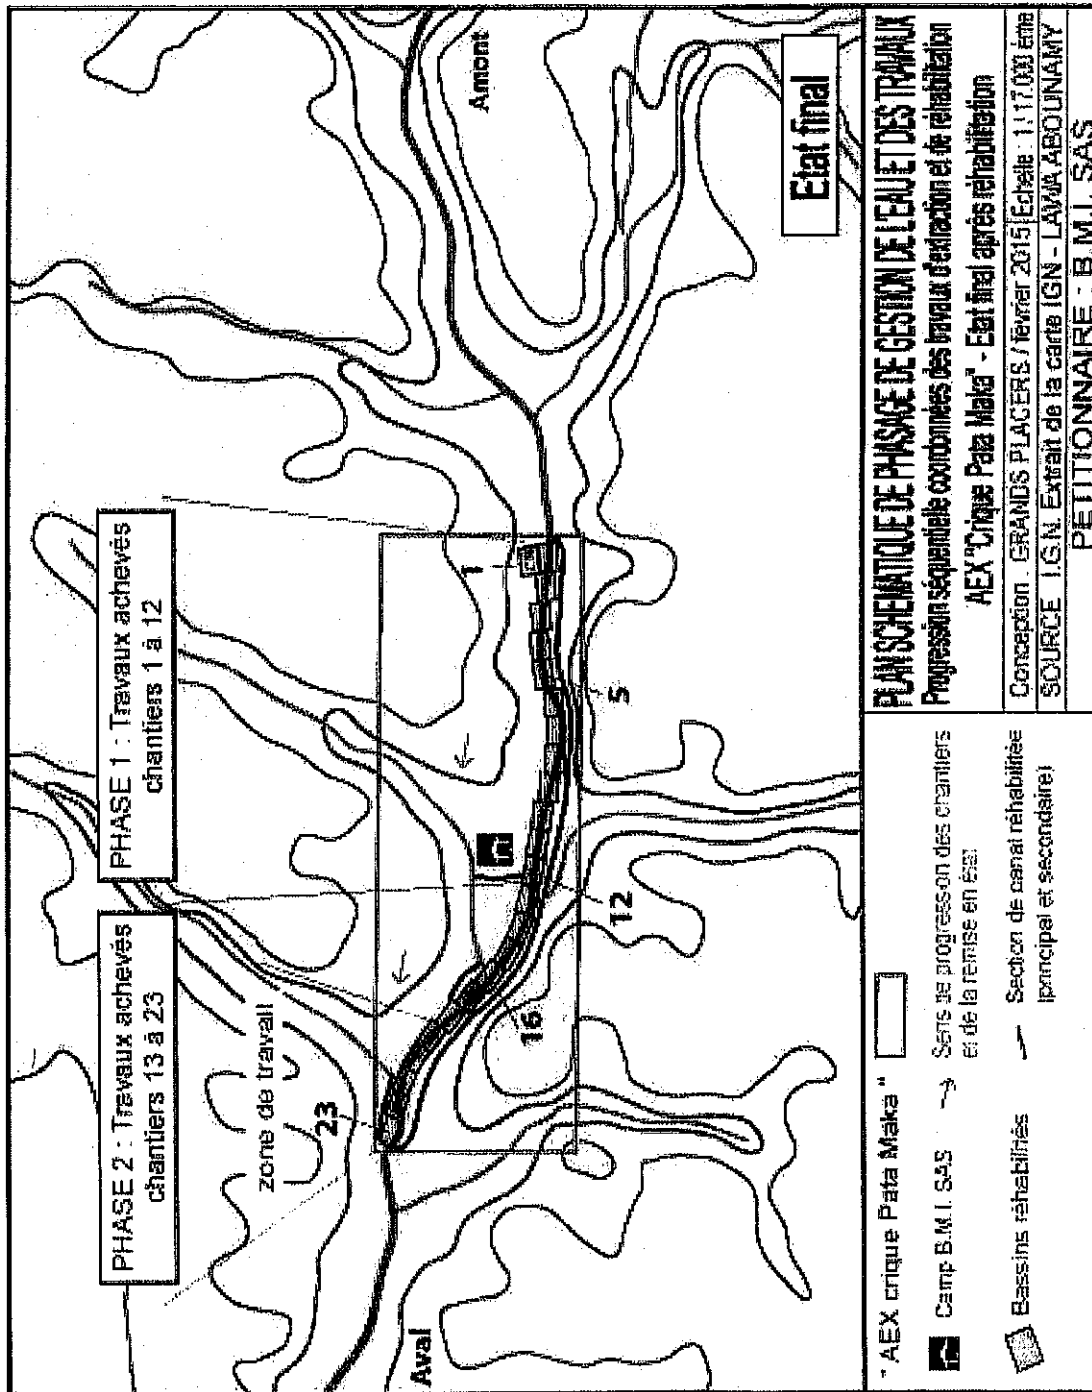 PHASE 2 : Travaux achevés
chantiers 13 à 23
PHASE 1 : Travaux achevés
chantiers 1 à 12
zone de travail
23
16
12
5
1
Aval
Amont
Etat final
"AEX crique Pata Maka"
Camp B.M.I. SAS
Sens de progression des chantiers
et de la remise en état
Bassins réhabilités
Section de canal réhabilitée
(principal et secondaire)
PLAN SCHEMATIQUE DE PHASAGE DE GESTION DE L'EAU ET DES TRAVAUX
Progression séquentielle coordonnées des travaux d'extraction et de réhabilitation
AEX "Crique Pata Maka" - Etat final après réhabilitation
Conception : GRANDS PLACERS / février 2015 Echelle : 1 / 17.000 ème
SOURCE : I.G.N. Extrait de la carte IGN - LAWA ABOUNAMY
PETITIONNAIRE : B.M.I. SAS